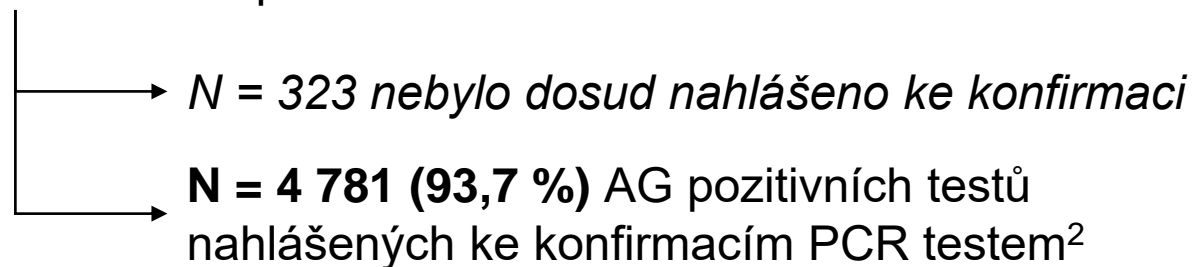 N = 323 nebylo dosud nahlášeno ke konfirmaci
N = 4 781 (93,7 %) AG pozitivních testů
nahlášených ke konfirmacím PCR testem²